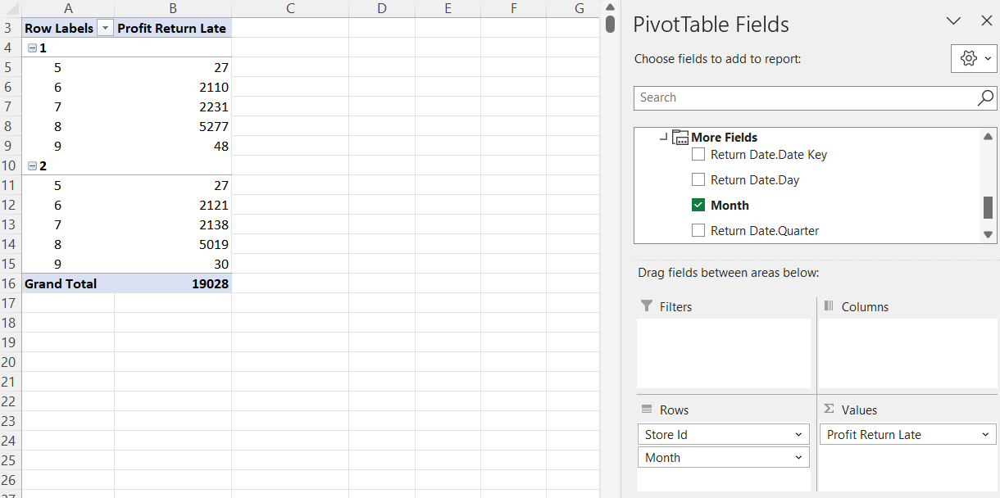 A B C D E F G
3 Row Labels Profit Return Late
4 1
5 5 27
6 6 2110
7 7 2231
8 8 5277
9 9 48
10 2
11 5 27
12 6 2121
13 7 2138
14 8 5019
15 9 30
16 Grand Total 19028
17
18
19
20
21
22
23
24
25
26
27
PivotTable Fields
Choose fields to add to report:
Search
More Fields
Return Date.Date Key
Return Date.Day
Month
Return Date.Quarter
Drag fields between areas below:
Filters
Columns
Rows
Store Id
Month
Σ Values
Profit Return Late